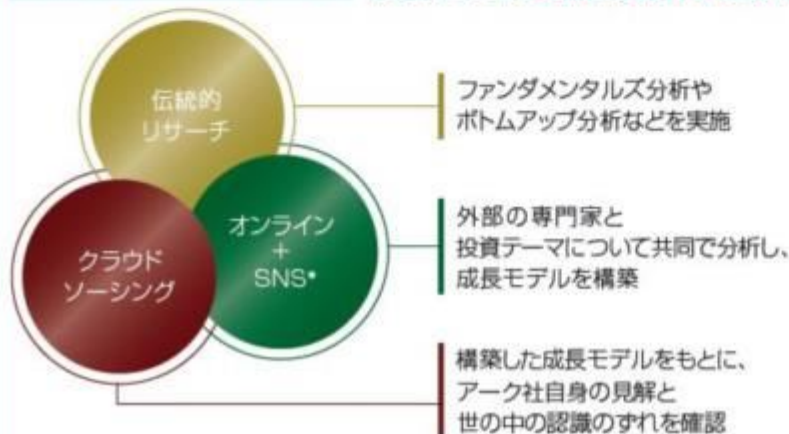 伝統的
リサーチ
ファンダメンタルズ分析や
ボトムアップ分析などを実施
オンライン
+
SNS*
外部の専門家と
投資テーマについて共同で分析し、
成長モデルを構築
クラウド
ソーシング
構築した成長モデルをもとに、
アーク社自身の見解と
世の中の認識のずれを確認